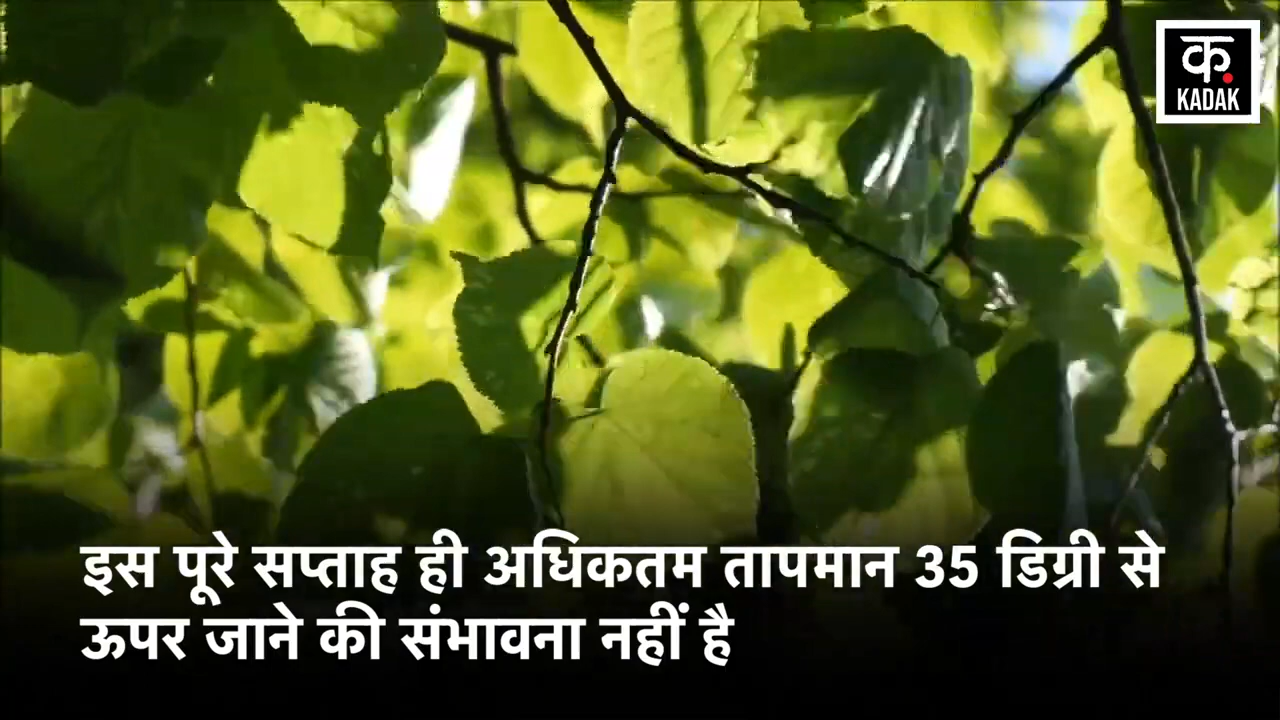 क.
KADAK
इस पूरे सप्ताह ही अधिकतम तापमान 35 डिग्री से
ऊपर जाने की संभावना नहीं है